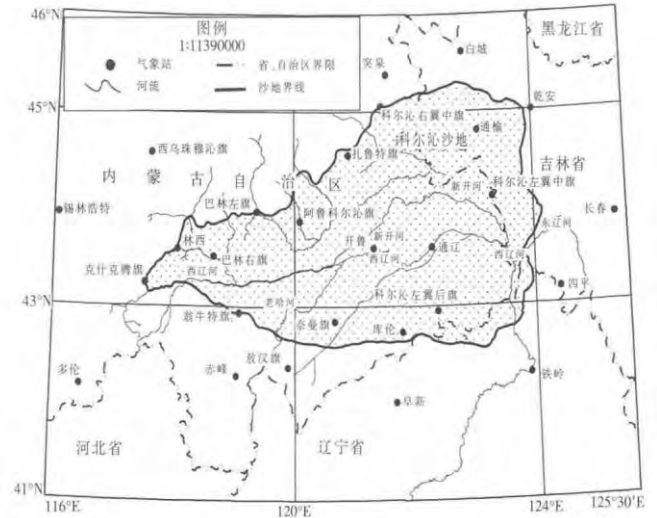 46°N
图例
1:11390000
气象站
省、自治区界限
河流
沙地界线
黑龙江省
白城
突泉
45°N
乾安
科尔沁右翼中旗
通榆
科尔沁沙地
西乌珠穆沁旗
扎鲁特旗
吉林省
内蒙古自治区
新开河
科尔沁左翼中旗
锡林浩特
巴林左旗
阿鲁科尔沁旗
长春
东辽河
林西
开鲁
新开河
通辽
巴林右旗
西辽河
西辽河
克什克腾旗
西辽河
四平
43°N
老哈河
科尔沁左翼后旗
翁牛特旗
奈曼旗
库伦
敖汉旗
多伦
赤峰
铁岭
阜新
河北省
辽宁省
41°N
116°E
120°E
124°E
125°30′E